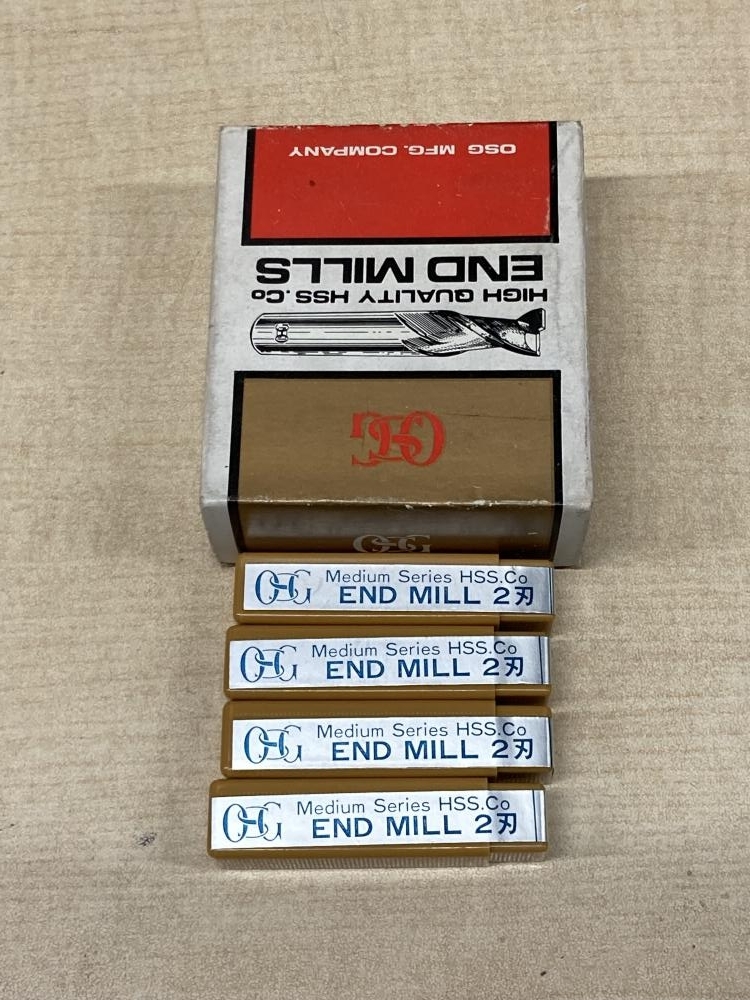 OSG MFG. COMPANY
END MILLS
HIGH QUALITY HSS.Co
OSG
OSG
OSG
OSG Medium Series HSS.Co
END MILL 2刃
OSG Medium Series HSS.Co
END MILL 2刃
OSG Medium Series HSS.Co
END MILL 2刃
OSG Medium Series HSS.Co
END MILL 2刃